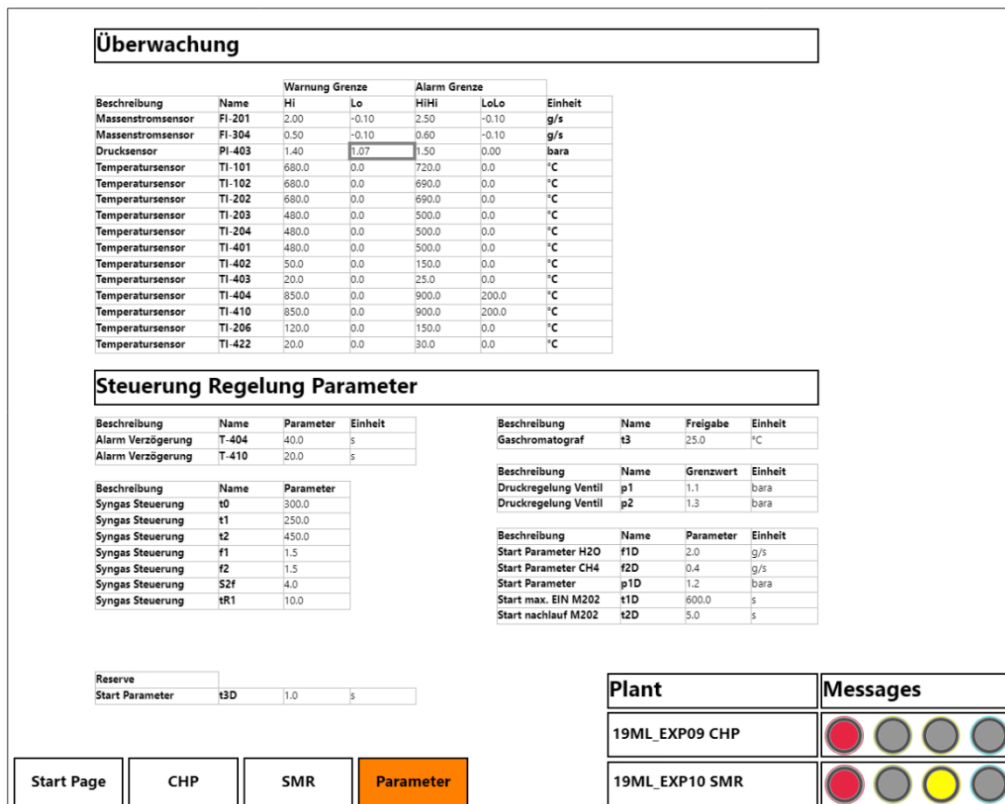 Überwachung
Warnung Grenze Alarm Grenze
Beschreibung Name Hi Lo HiHi LoLo Einheit
Massenstromsensor FI-201 2.00 -0.10 2.50 -0.10 g/s
Massenstromsensor FI-304 0.50 -0.10 0.60 -0.10 g/s
Drucksensor PI-403 1.40 1.07 1.50 0.00 bara
Temperatursensor TI-101 680.0 0.0 720.0 0.0 °C
Temperatursensor TI-102 680.0 0.0 690.0 0.0 °C
Temperatursensor TI-202 680.0 0.0 690.0 0.0 °C
Temperatursensor TI-203 480.0 0.0 500.0 0.0 °C
Temperatursensor TI-204 480.0 0.0 500.0 0.0 °C
Temperatursensor TI-401 480.0 0.0 500.0 0.0 °C
Temperatursensor TI-402 50.0 0.0 150.0 0.0 °C
Temperatursensor TI-403 20.0 0.0 25.0 0.0 °C
Temperatursensor TI-404 850.0 0.0 900.0 200.0 °C
Temperatursensor TI-410 850.0 0.0 900.0 200.0 °C
Temperatursensor TI-206 120.0 0.0 150.0 0.0 °C
Temperatursensor TI-422 20.0 0.0 30.0 0.0 °C
Steuerung Regelung Parameter
Beschreibung Name Parameter Einheit
Alarm Verzögerung T-404 40.0 s
Alarm Verzögerung T-410 20.0 s
Beschreibung Name Parameter
Syngas Steuerung t0 300.0
Syngas Steuerung t1 250.0
Syngas Steuerung t2 450.0
Syngas Steuerung f1 1.5
Syngas Steuerung f2 1.5
Syngas Steuerung S2f 4.0
Syngas Steuerung tR1 10.0
Beschreibung Name Freigabe Einheit
Gaschromatograf t3 25.0 °C
Beschreibung Name Grenzwert Einheit
Druckregelung Ventil p1 1.1 bara
Druckregelung Ventil p2 1.3 bara
Beschreibung Name Parameter Einheit
Start Parameter H2O f1D 2.0 g/s
Start Parameter CH4 f2D 0.4 g/s
Start Parameter p1D 1.2 bara
Start max. EIN M202 t1D 600.0 s
Start nachlauf M202 t2D 5.0 s
Reserve
Start Parameter t3D 1.0 s
Plant Messages
19ML_EXP09 CHP
19ML_EXP10 SMR
Start Page CHP SMR Parameter